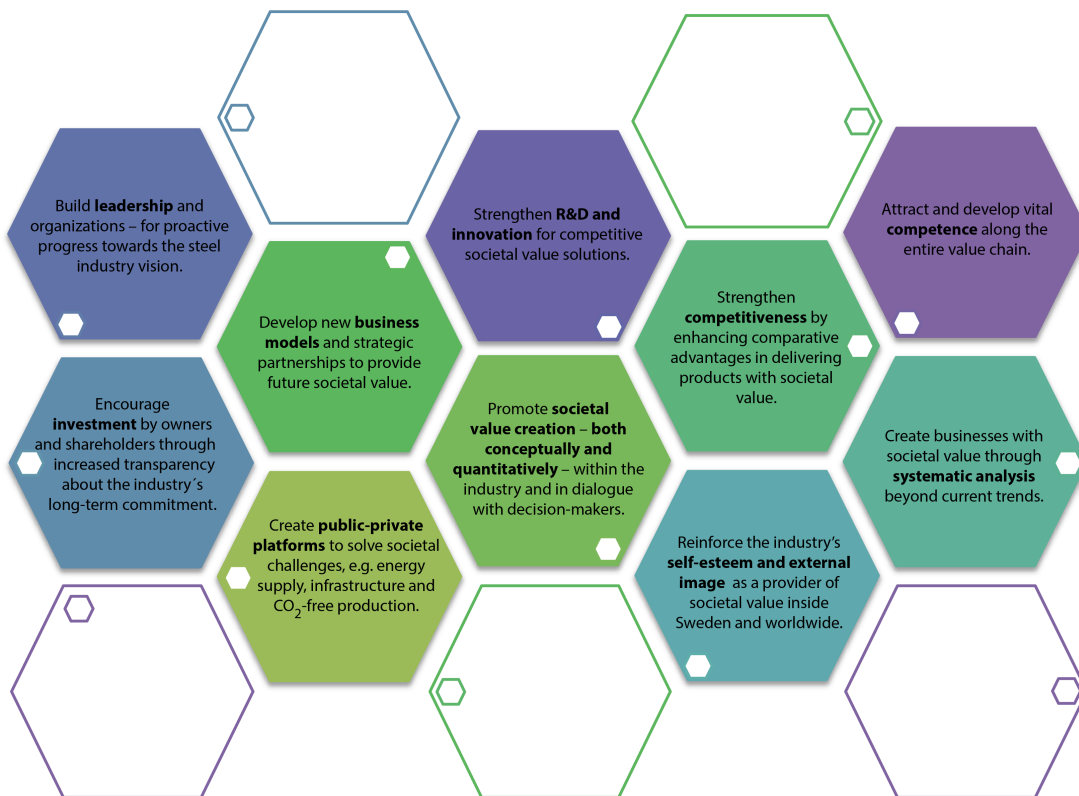 Build leadership and
organizations – for proactive
progress towards the steel
industry vision.
Strengthen R&D and
innovation for competitive
societal value solutions.
Attract and develop vital
competence along the
entire value chain.
Develop new business
models and strategic
partnerships to provide
future societal value.
Strengthen
competitiveness by
enhancing comparative
advantages in delivering
products with societal
value.
Encourage
investment by owners
and shareholders through
increased transparency
about the industry´s
long-term commitment.
Promote societal
value creation – both
conceptually and
quantitatively – within the
industry and in dialogue
with decision-makers.
Create businesses with
societal value through
systematic analysis
beyond current trends.
Create public-private
platforms to solve societal
challenges, e.g. energy
supply, infrastructure and
CO2-free production.
Reinforce the industry’s
self-esteem and external
image as a provider of
societal value inside
Sweden and worldwide.